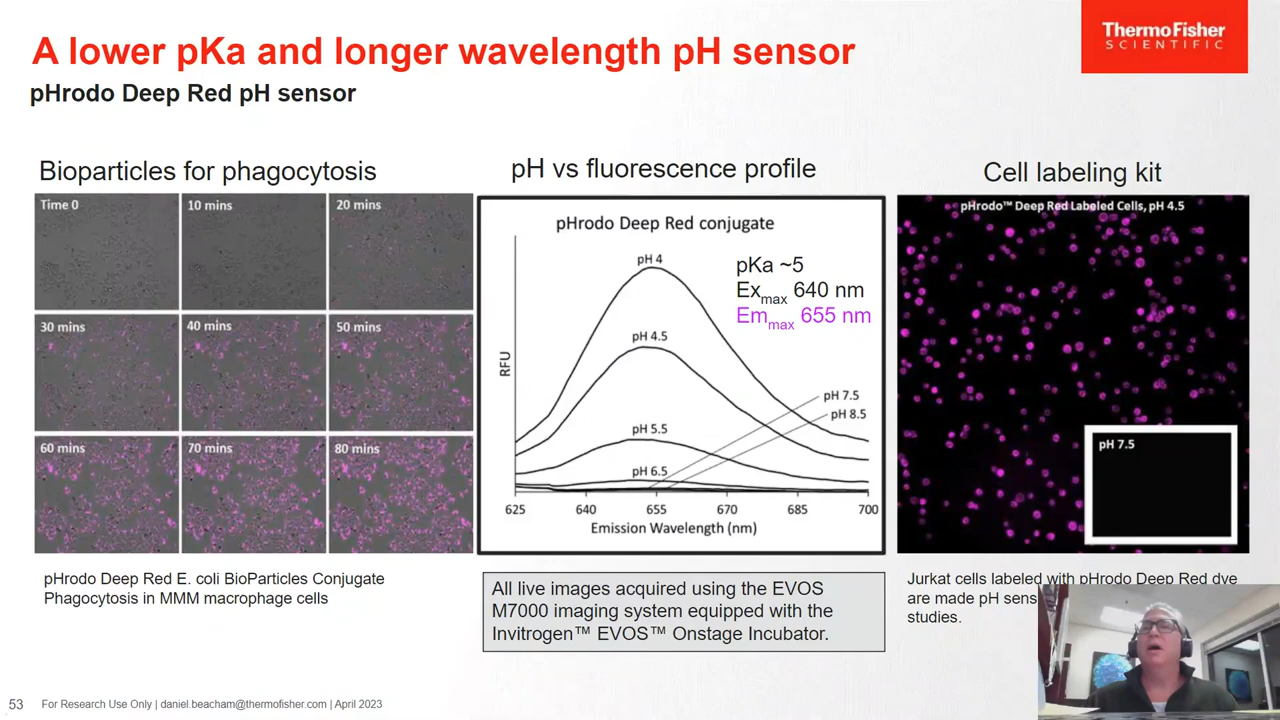 A lower pKa and longer wavelength pH sensor
ThermoFisher
SCIENTIFIC
pHrodo Deep Red pH sensor
Bioparticles for phagocytosis
Time 0
10 mins
20 mins
30 mins
40 mins
50 mins
60 mins
70 mins
80 mins
pHrodo Deep Red E. coli BioParticles Conjugate
Phagocytosis in MMM macrophage cells
pH vs fluorescence profile
pHrodo Deep Red conjugate
pH 4
pKa ~5
Exmax 640 nm
Emmax 655 nm
pH 4.5
pH 7.5
pH 8.5
pH 5.5
pH 6.5
RFU
625 640 655 670 685 700
Emission Wavelength (nm)
All live images acquired using the EVOS
M7000 imaging system equipped with the
Invitrogen™ EVOS™ Onstage Incubator.
Cell labeling kit
pHrodo™ Deep Red Labeled Cells, pH 4.5
pH 7.5
Jurkat cells labeled with pHrodo Deep Red dye
are made pH sens
studies.
53 For Research Use Only | daniel.beacham@thermofisher.com | April 2023